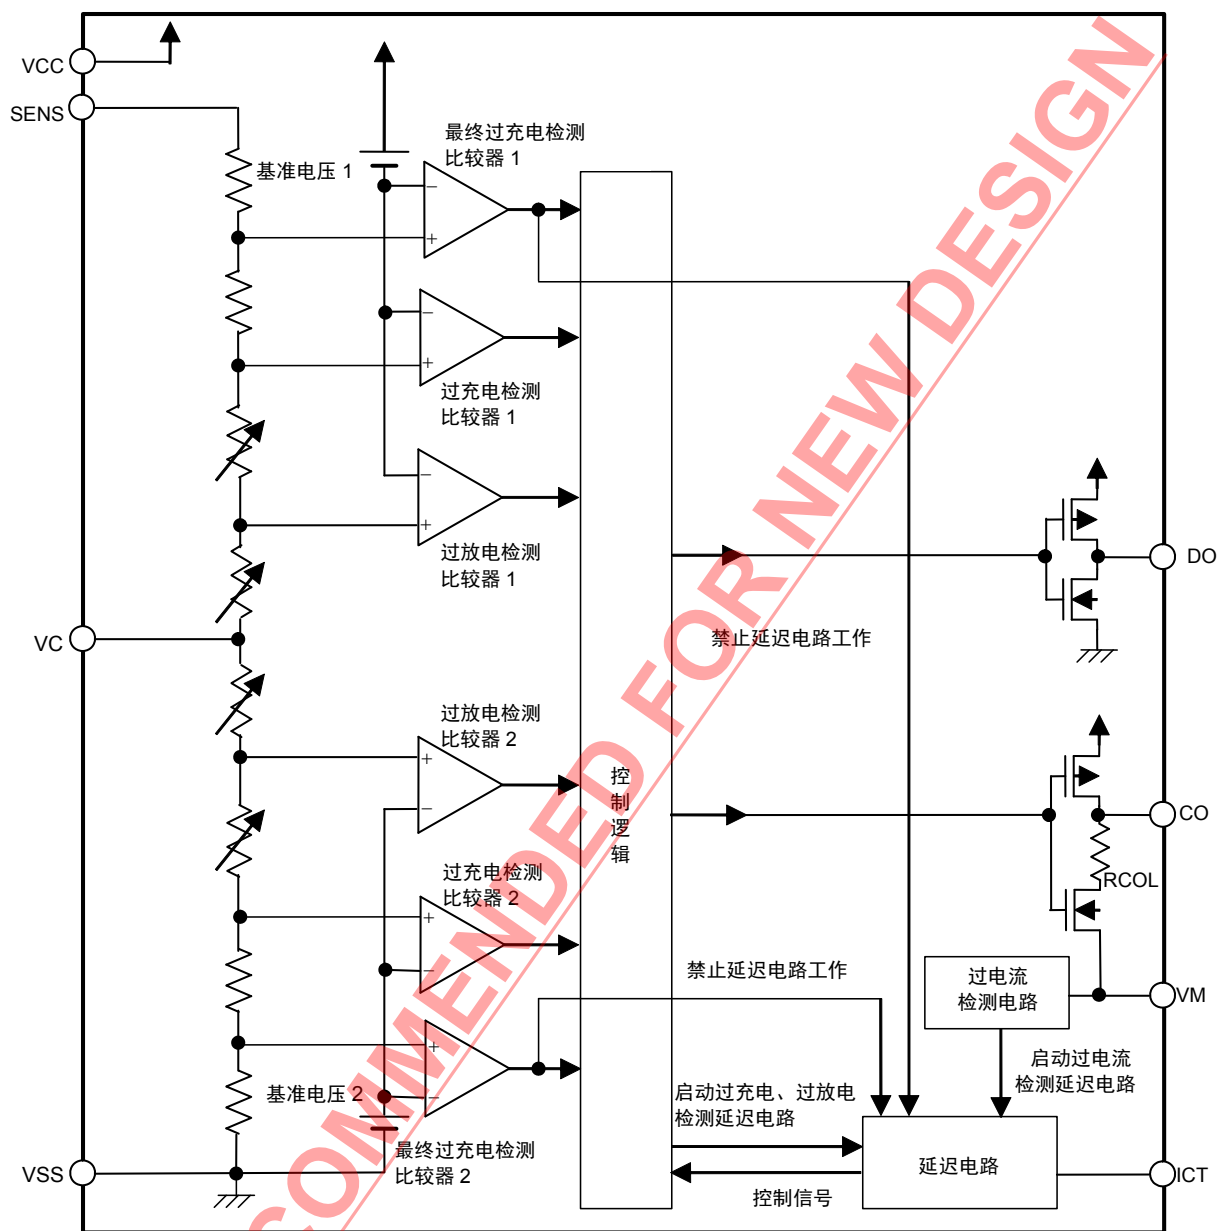 VCC
SENS
基准电压 1
最终过充电检测
比较器 1
过充电检测
比较器 1
过放电检测
比较器 1
DO
禁止延迟电路工作
VC
过放电检测
比较器 2
控
制
逻
辑
CO
RCOL
过充电检测
比较器 2
禁止延迟电路工作
过电流
检测电路
VM
启动过电流
检测延迟电路
基准电压 2
启动过充电、过放电
检测延迟电路
最终过充电检测
比较器 2
VSS
延迟电路
ICT
控制信号
COMMENDED FOR NEW DESIGN